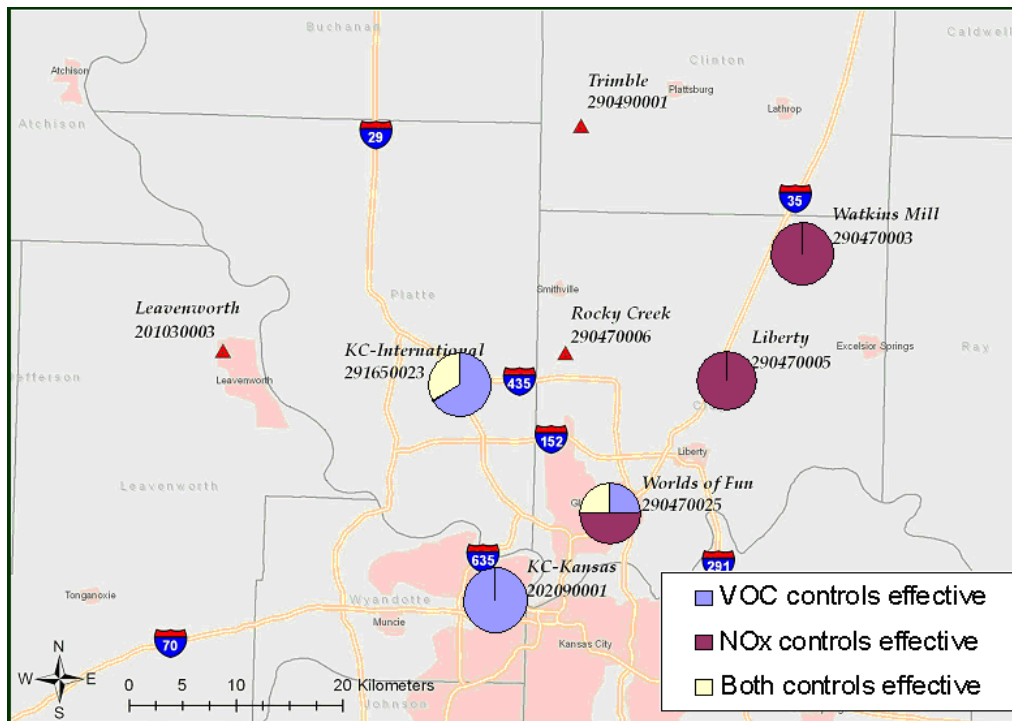 Buchanan
Caldwell
Clinton
Atchison
Trimble
290490001
Plattsburg
Lathrop
Atchison
29
35
Watkins Mill
290470003
Platte
Smithville
Leavenworth
201030003
Rocky Creek
290470006
Liberty
290470005
KC-International
291650023
Excelsior Springs
Ray
Leavenworth
Jefferson
435
152
Liberty
Worlds of Fun
290470025
Leavenworth
635
KC-Kansas
202090001
291
Tonganoxie
Wyandotte
Muncie
Kansas City
70
VOC controls effective
NOx controls effective
Both controls effective
N
W E
S
0 5 10 20 Kilometers
Johnson